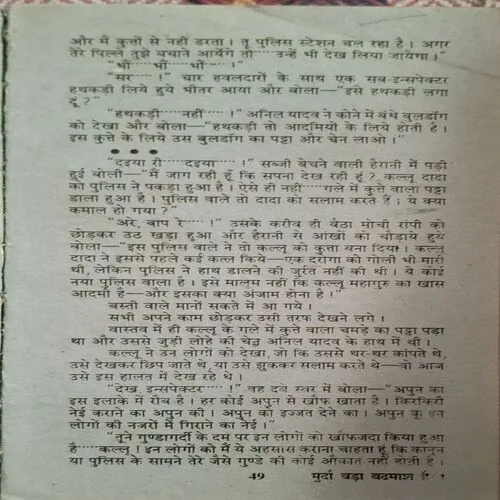 और मैं कुत्तों से नहीं डरता । तू पुलिस स्टेशन चल रहा है । अगर
तेरे पिल्ले तुझे बचाने आयेंगे तो····· उन्हें भी देख लिया जायेगा ।"
"भौं····· भौं····· भौं····· !"
"सर····· !" चार हवलदारों के साथ एक सब-इन्सपेक्टर
हथकड़ी लिये हुये भीतर आया और बोला—"इसे हथकड़ी लगा
दूं ?"
"हथकड़ी····· नहीं····· !" अनिल यादव ने कोने में बंधे बुलडॉग
को देखा और बोला—"हथकड़ी तो आदमियों के लिये होती है ।
इस कुत्ते के लिये उस बुलडॉग का पट्टा और चेन लाओ ।"
● ● ●
"दइया री····· दइया····· !" सब्जी बेचने वाली हैरानी में पड़ी
हुई बोली—"मैं जाग रही हूँ कि सपना देख रही हूं ? कल्लू दादा
को पुलिस ने पकड़ा हुआ है । ऐसे ही नहीं····· गले में कुत्ते वाला पट्टा
डाला हुआ है । पुलिस वाले तो दादा को सलाम करते हैं ; ये क्या
कमाल हो गया ?"
"अरे, बाप रे····· !" उसके करीब ही बैठा मोची रांपी को
छोड़कर उठ खड़ा हुआ और हैरानी से आंखों को चौड़ाये हुये
बोला—"इस पुलिस वाले ने तो कल्लू को कुत्ता बना दिया । कल्लू
दादा ने इससे पहले कई कत्ल किये—एक दरोगा को गोली भी मारी
थी, लेकिन पुलिस ने हाथ डालने की जुर्रत नहीं की थी । ये कोई
नया पुलिस वाला है । इसे मालूम नहीं कि कल्लू महागुरु का खास
आदमी है—और इसका क्या अंजाम होना है !"
बस्ती वाले मानों सकते में आ गये ।
सभी अपने काम छोड़कर उसी तरफ देखने लगे ।
वास्तव में ही कल्लू के गले में कुत्ते वाला चमड़े का पट्टा पड़ा
था और उससे जुड़ी लोहे की चेन अनिल यादव के हाथ में थी ।
कल्लू ने उन लोगों को देखा, जो कि उससे थर-थर कांपते थे,
उसे देखकर छिप जाते थे, या उसे झुककर सलाम करते थे—वो आज
उसे इस हालत में देख रहे थे ।
"देख, इन्सपेक्टर····· !" वह दबे स्वर में बोला—"अपुन का
इस इलाके में रौब है । हर कोई अपुन से खौफ खाता है । किरकिरी
नेई कराने का अपुन की । अपुन को इज्जत देने का । अपुन कू इन
लोगों की नजरों में गिराने का नेई ।"
"तूने गुण्डागर्दी के दम पर इन लोगों को खौफजदा किया हुआ
है····· कल्लू ! इन लोगों को मैं ये अहसास कराना चाहता हूं कि कानून
या पुलिस के सामने तेरे जैसे गुण्डे की कोई औकात नहीं होती है ।
49 मुर्दा बड़ा बदमाश है